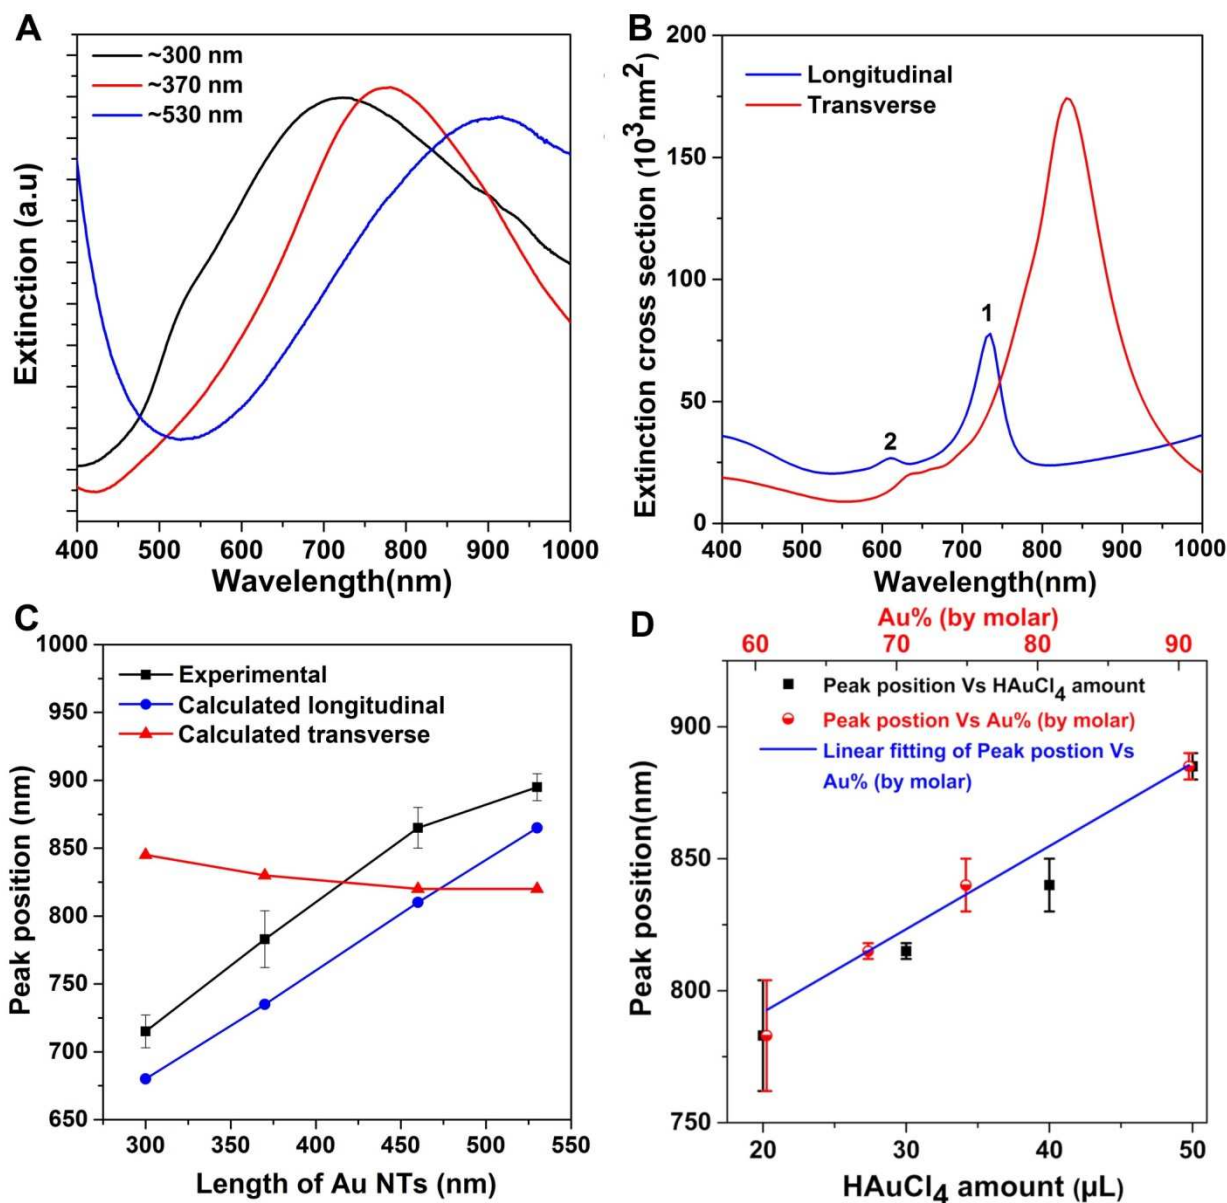 A
~300 nm
~370 nm
~530 nm
Extinction (a.u)
400 500 600 700 800 900 1000
Wavelength(nm)
B
200
150
100
50
0
Longitudinal
Transverse
1
2
Extinction cross section (10³nm²)
400 500 600 700 800 900 1000
Wavelength(nm)
C
1000
950
900
850
800
750
700
650
Experimental
Calculated longitudinal
Calculated transverse
Peak position (nm)
300 350 400 450 500 550
Length of Au NTs (nm)
D
Au% (by molar)
60 70 80 90
Peak position Vs HAuCl₄ amount
Peak postion Vs Au% (by molar)
Linear fitting of Peak postion Vs
Au% (by molar)
900
850
800
750
Peak position(nm)
20 30 40 50
HAuCl₄ amount (µL)